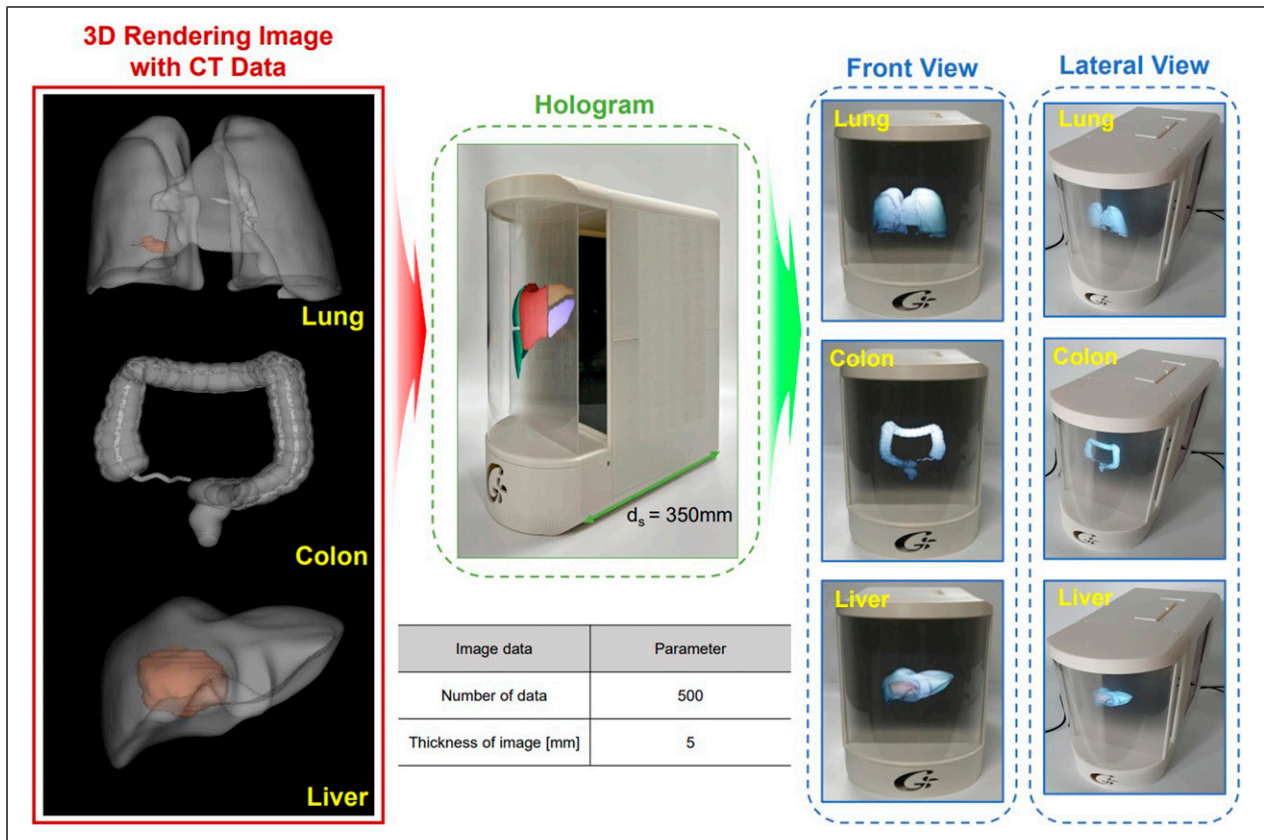 3D Rendering Image
with CT Data
Lung
Colon
Liver
Hologram
d_s = 350mm
Image data Parameter
Number of data 500
Thickness of image [mm] 5
Front View
Lung
Colon
Liver
Lateral View
Lung
Colon
Liver